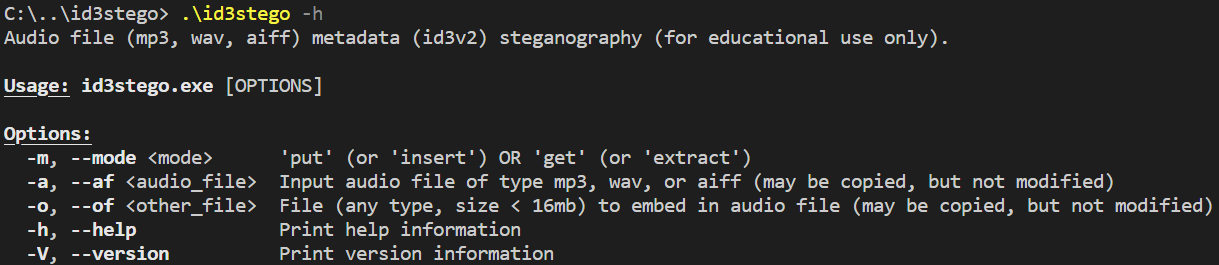 C:\..\id3stego> .\id3stego -h
Audio file (mp3, wav, aiff) metadata (id3v2) steganography (for educational use only).
Usage: id3stego.exe [OPTIONS]
Options:
-m, --mode <mode> 'put' (or 'insert') OR 'get' (or 'extract')
-a, --af <audio_file> Input audio file of type mp3, wav, or aiff (may be copied, but not modified)
-o, --of <other_file> File (any type, size < 16mb) to embed in audio file (may be copied, but not modified)
-h, --help Print help information
-V, --version Print version information